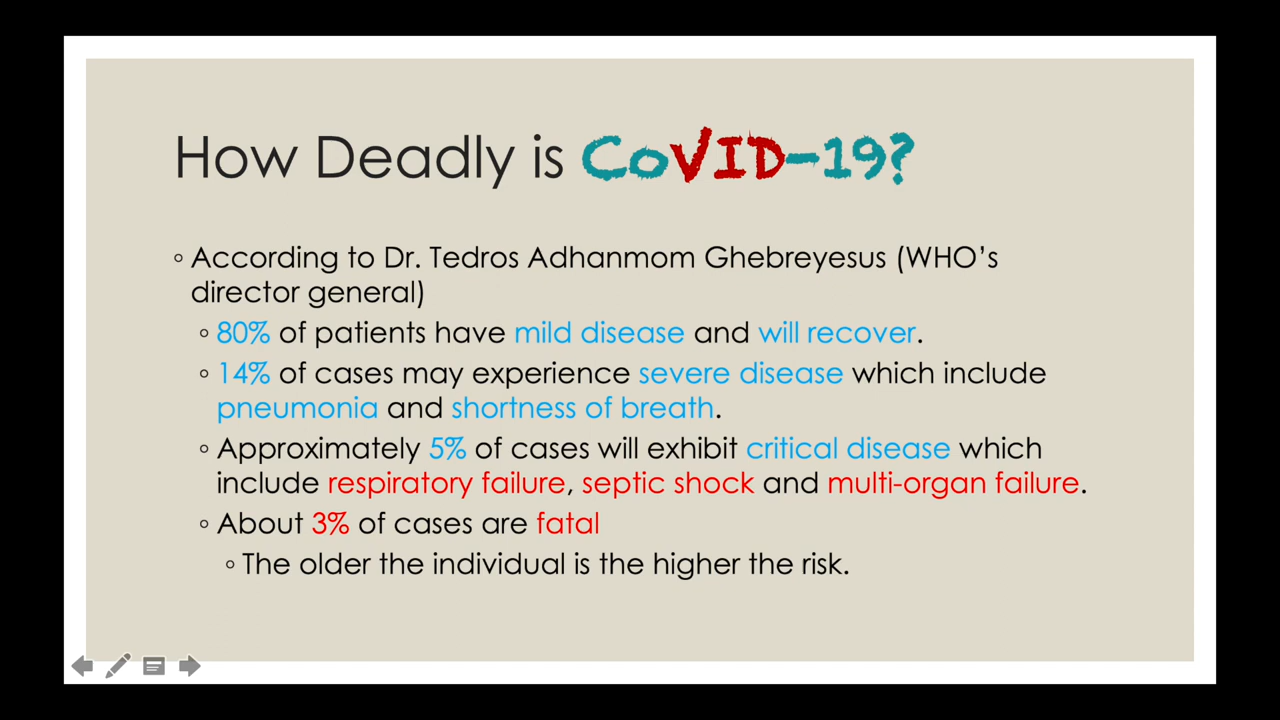 How Deadly is CoVID-19?
◦ According to Dr. Tedros Adhanmom Ghebreyesus (WHO’s
director general)
◦ 80% of patients have mild disease and will recover.
◦ 14% of cases may experience severe disease which include
pneumonia and shortness of breath.
◦ Approximately 5% of cases will exhibit critical disease which
include respiratory failure, septic shock and multi-organ failure.
◦ About 3% of cases are fatal
◦ The older the individual is the higher the risk.